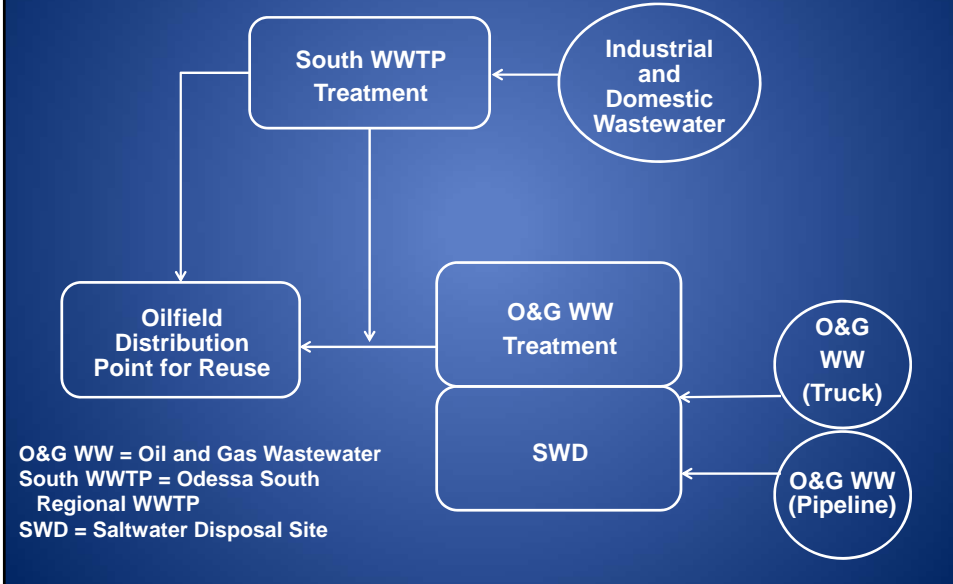 South WWTP
Treatment
Industrial
and
Domestic
Wastewater
Oilfield
Distribution
Point for Reuse
O&G WW
Treatment
O&G
WW
(Truck)
SWD
O&G WW
(Pipeline)
O&G WW = Oil and Gas Wastewater
South WWTP = Odessa South
Regional WWTP
SWD = Saltwater Disposal Site